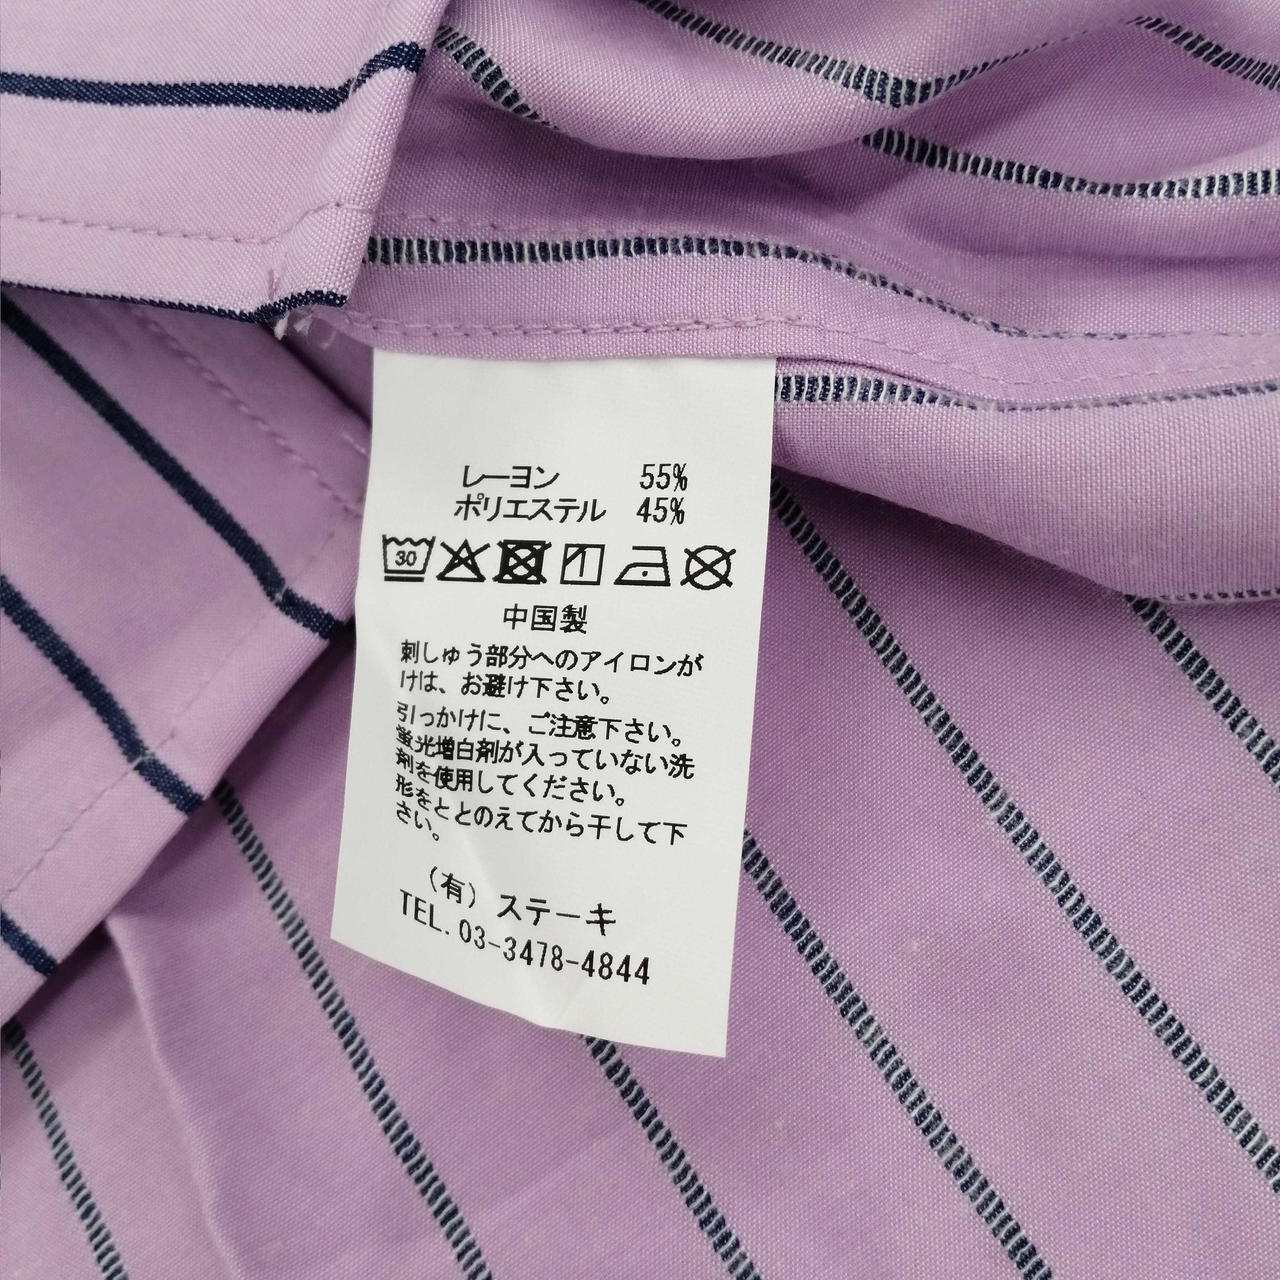 レーヨン 55%
ポリエステル 45%
30
中国製
刺しゅう部分へのアイロンが
けは、お避け下さい。
引っかけに、ご注意下さい。
蛍光増白剤が入っていない洗
剤を使用してください。
形をととのえてから干して下
さい。
（有）ステーキ
TEL. 03-3478-4844